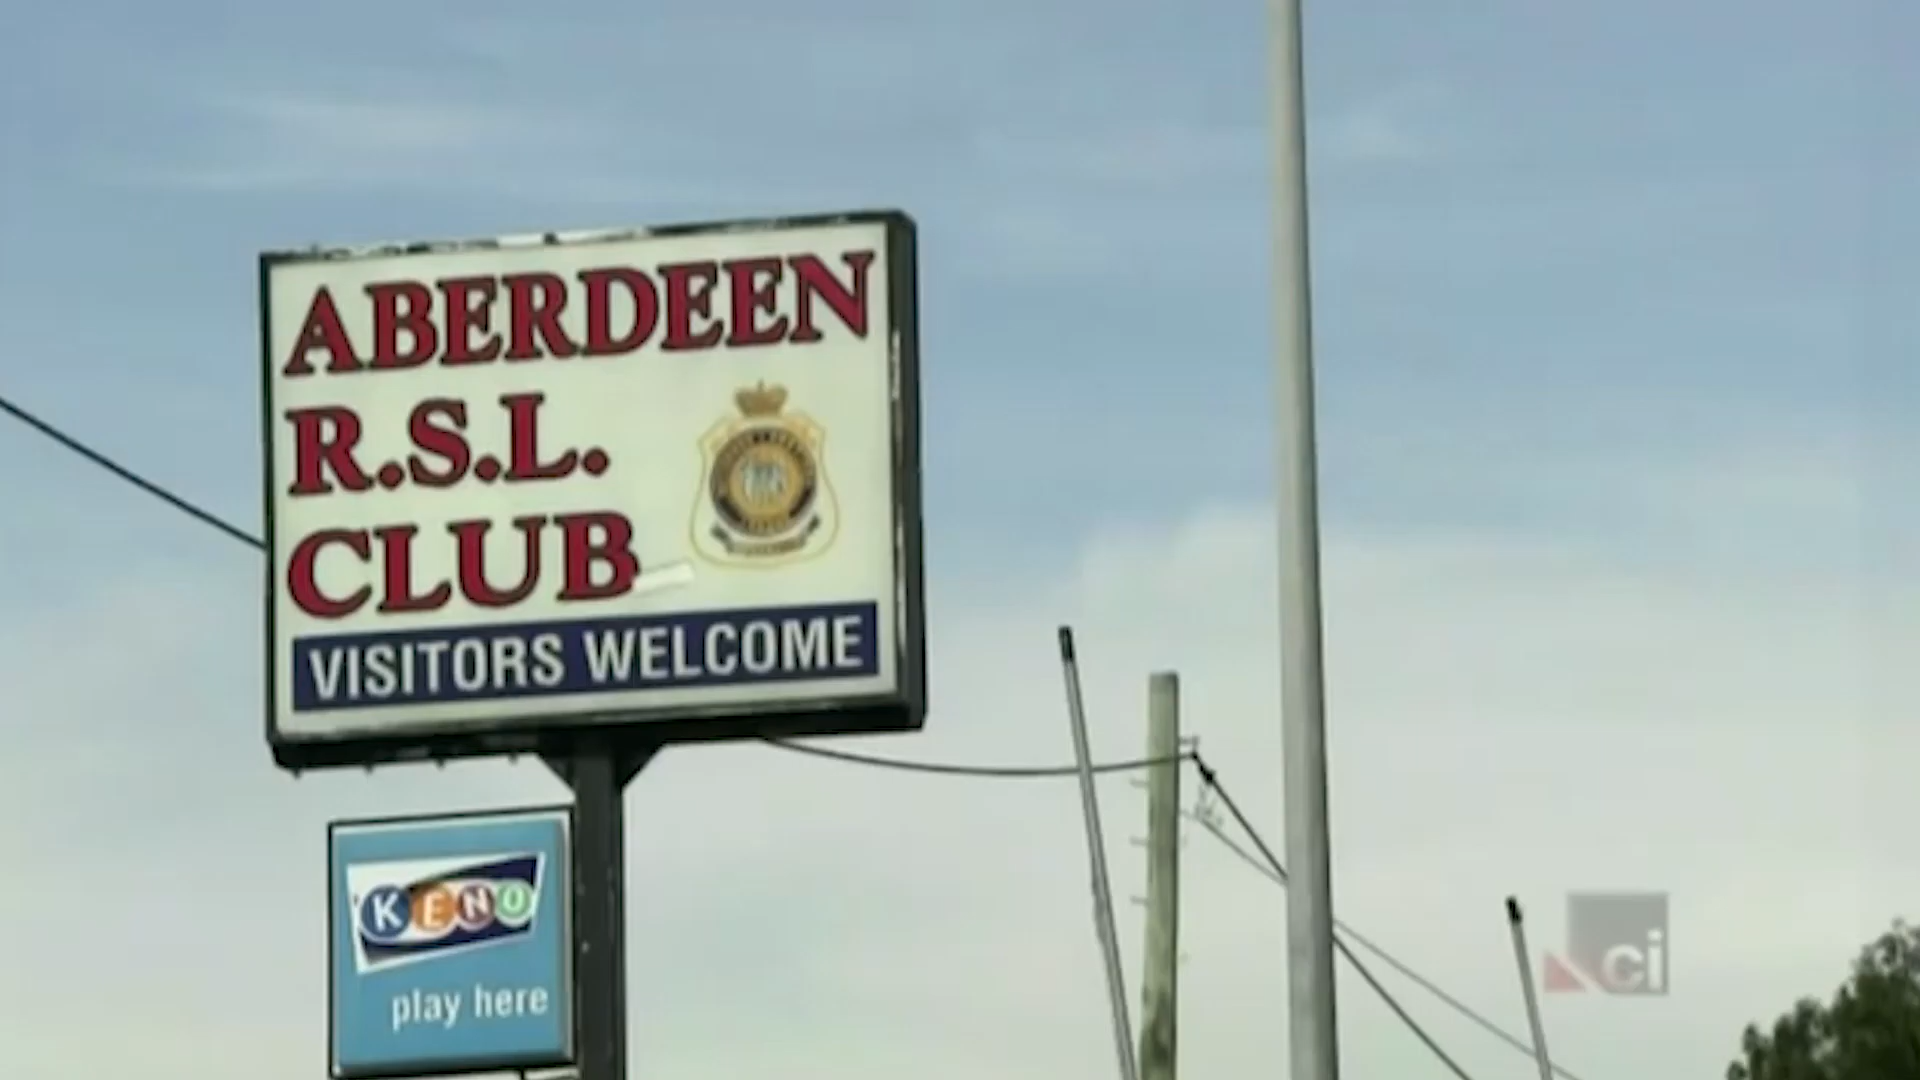 ABERDEEN
R.S.L.
CLUB
VISITORS WELCOME
KENO
play here
ci